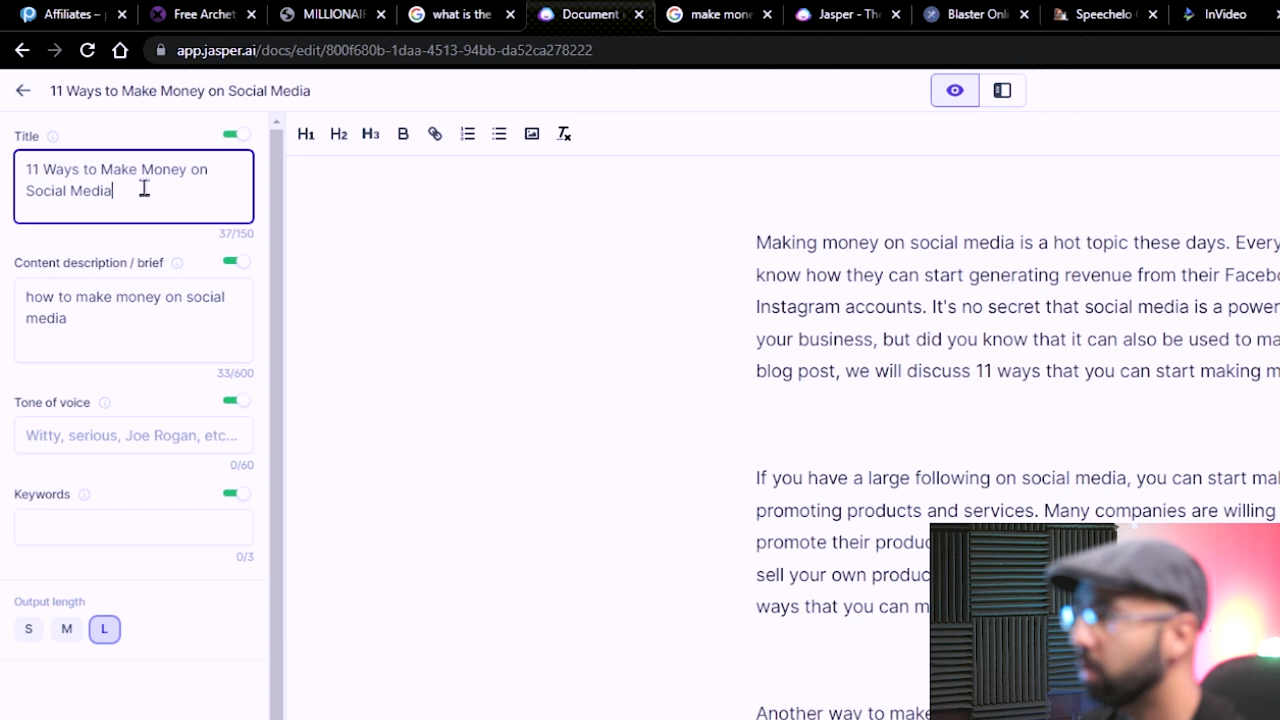 Affiliates –
Free Archet
MILLIONAIR
what is the
Document
make mone
Jasper - The
Blaster Onli
Speechelo
InVideo
app.jasper.ai/docs/edit/800f680b-1daa-4513-94bb-da52ca278222
11 Ways to Make Money on Social Media
Title
11 Ways to Make Money on
Social Media
37/150
Content description / brief
how to make money on social
media
33/600
Tone of voice
Witty, serious, Joe Rogan, etc...
0/60
Keywords
0/3
Output length
S M L
H1 H2 H3 B
Making money on social media is a hot topic these days. Every
know how they can start generating revenue from their Facebo
Instagram accounts. It's no secret that social media is a power
your business, but did you know that it can also be used to ma
blog post, we will discuss 11 ways that you can start making m
If you have a large following on social media, you can start mal
promoting products and services. Many companies are willing
promote their produc
sell your own produc
ways that you can m
Another way to make